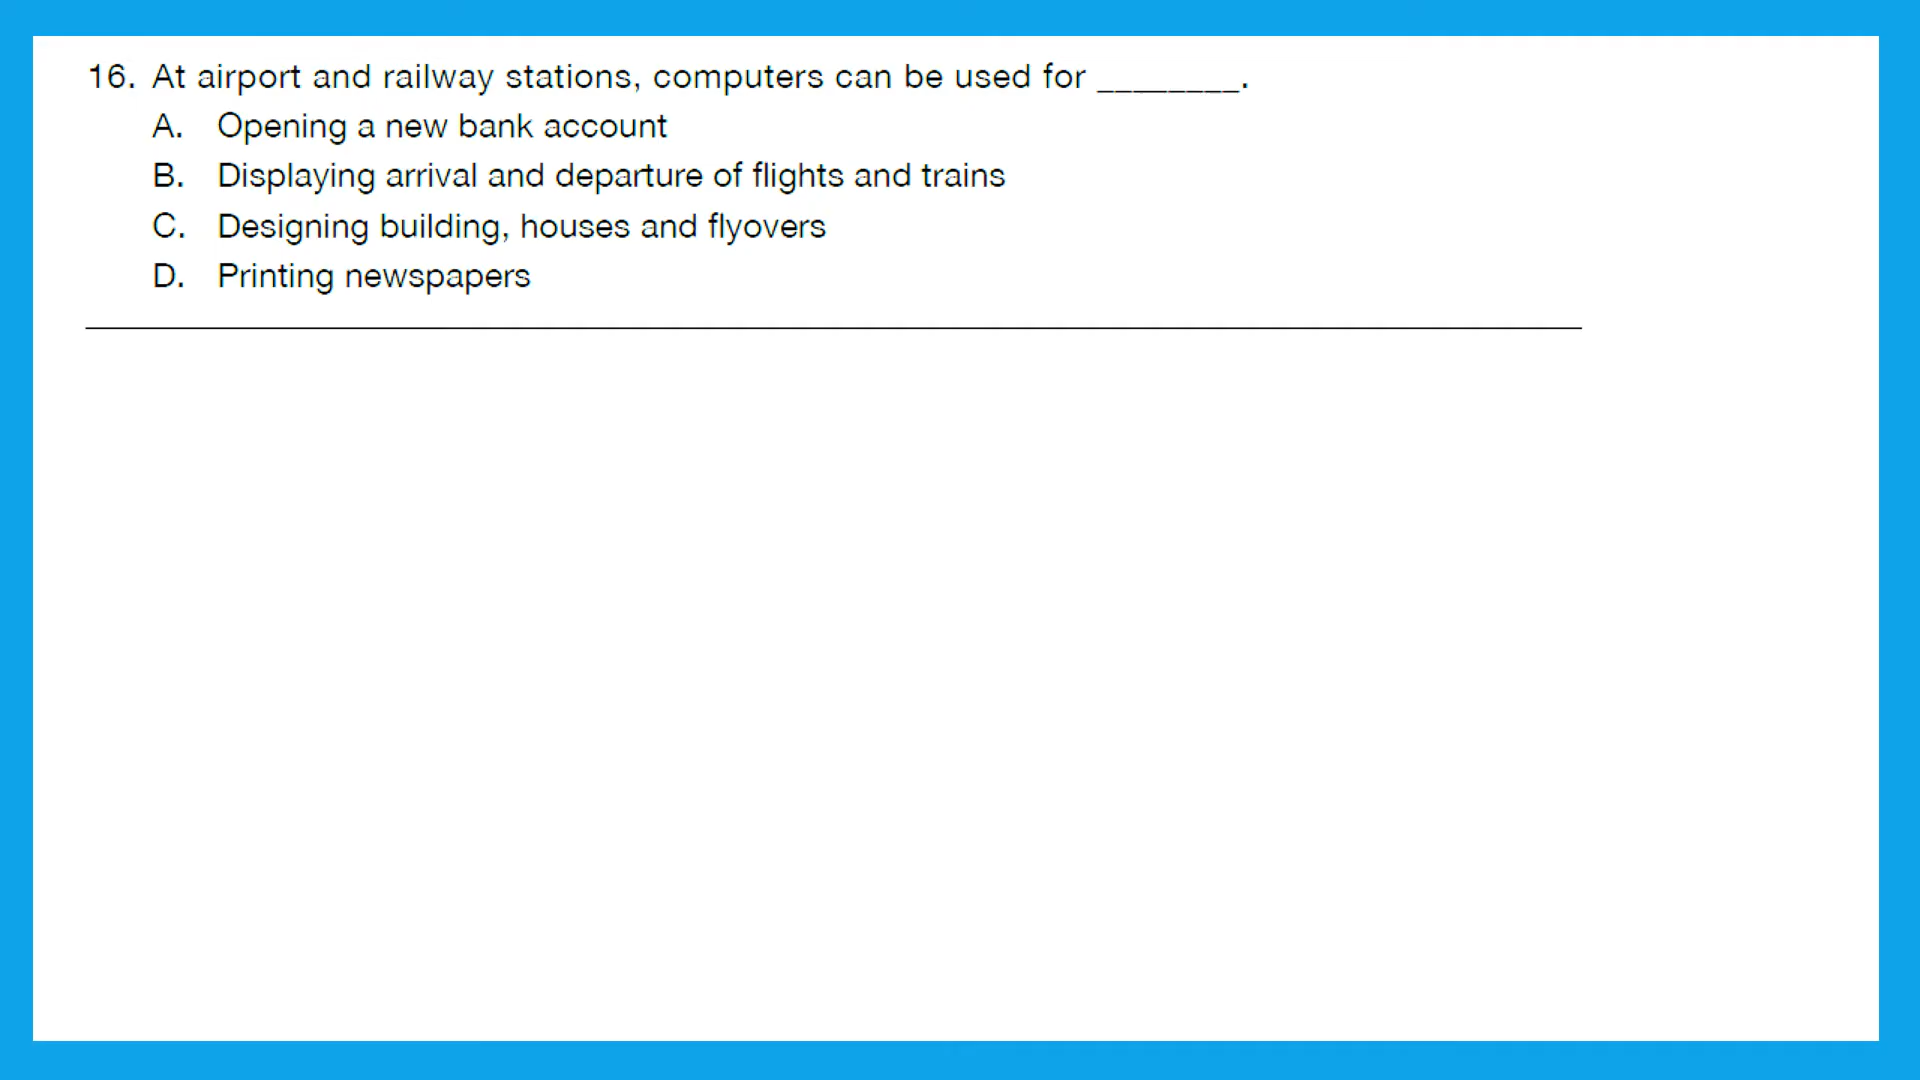 16. At airport and railway stations, computers can be used for ________.
A. Opening a new bank account
B. Displaying arrival and departure of flights and trains
C. Designing building, houses and flyovers
D. Printing newspapers